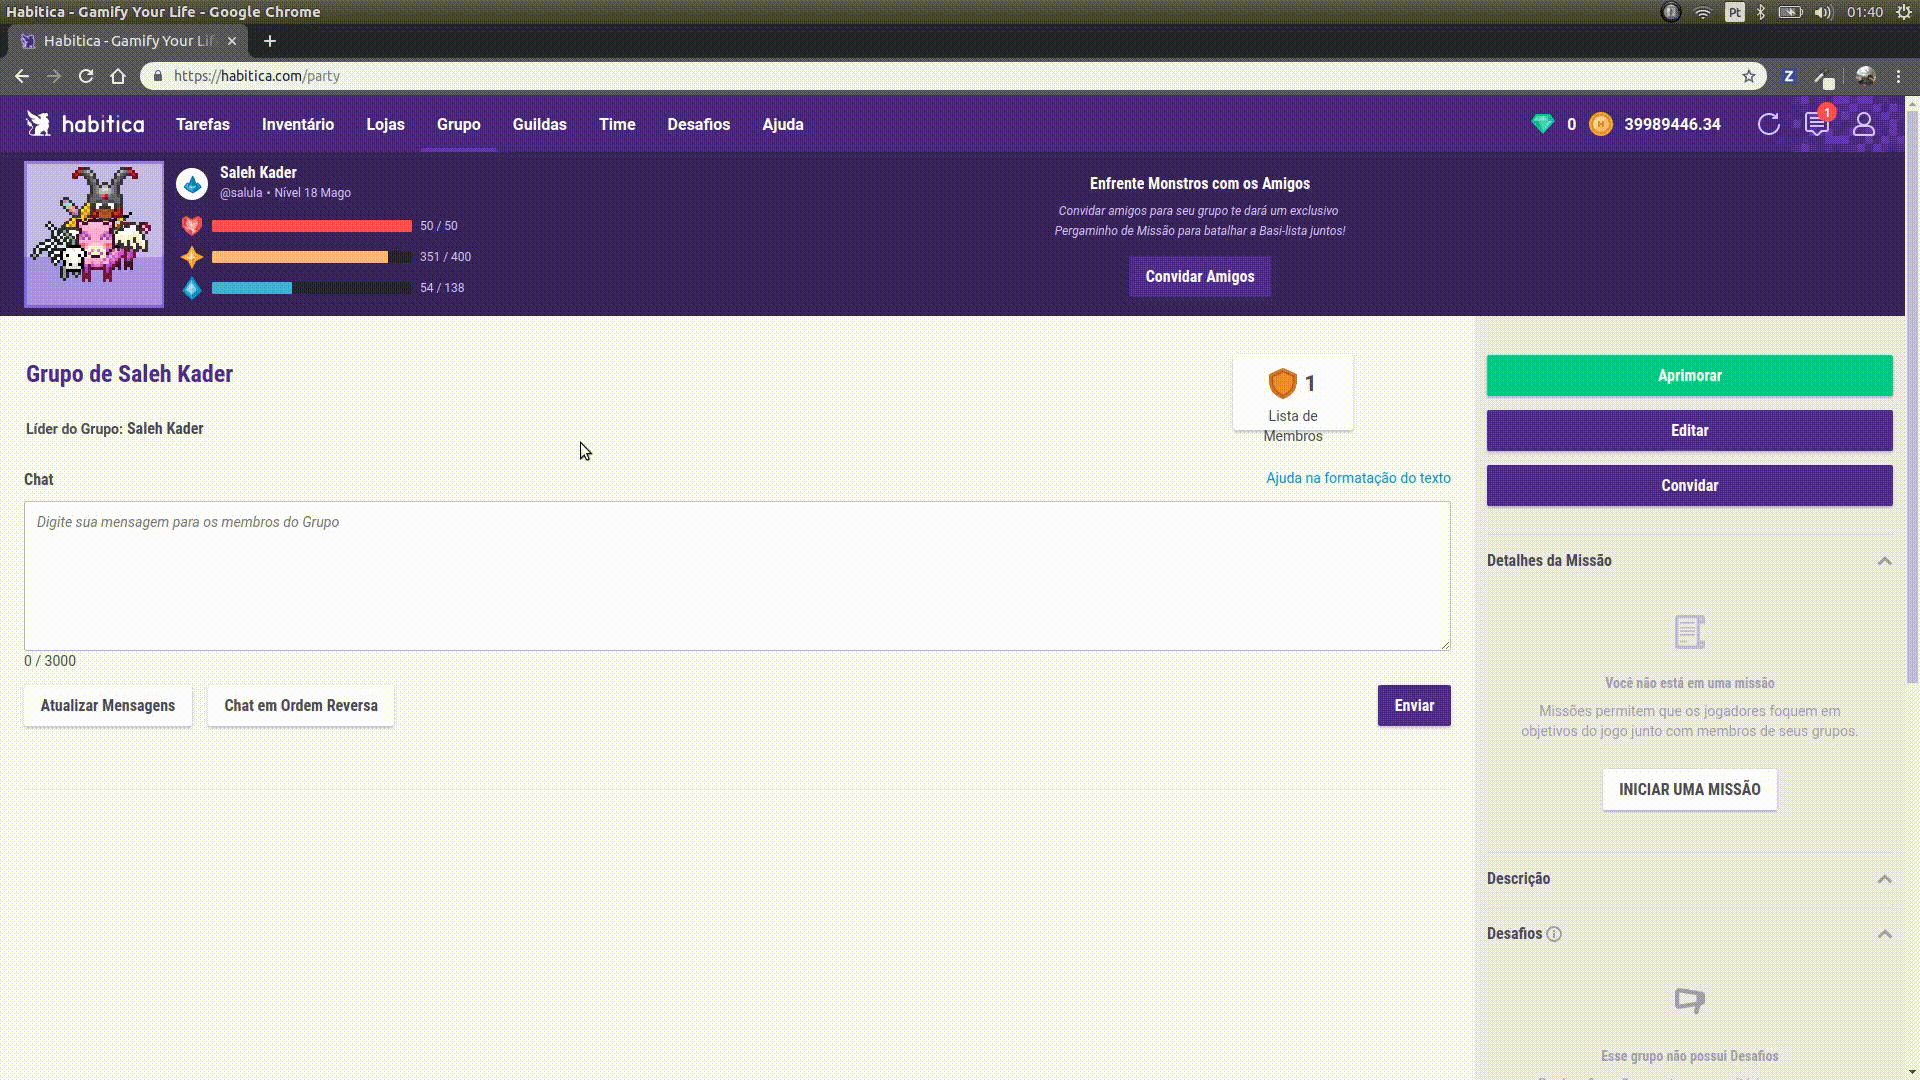 Habitica - Gamify Your Life - Google Chrome
Pt
01:40
Habitica - Gamify Your Lif
https://habitica.com/party
Z
habitica
Tarefas
Inventário
Lojas
Grupo
Guildas
Time
Desafios
Ajuda
0
39989446.34
1
Saleh Kader
@salula • Nível 18 Mago
50 / 50
351 / 400
54 / 138
Enfrente Monstros com os Amigos
Convidar amigos para seu grupo te dará um exclusivo
Pergaminho de Missão para batalhar a Basi-lista juntos!
Convidar Amigos
Grupo de Saleh Kader
1
Lista de
Membros
Líder do Grupo: Saleh Kader
Chat
Ajuda na formatação do texto
Digite sua mensagem para os membros do Grupo
0 / 3000
Atualizar Mensagens
Chat em Ordem Reversa
Enviar
Aprimorar
Editar
Convidar
Detalhes da Missão
Você não está em uma missão
Missões permitem que os jogadores foquem em
objetivos do jogo junto com membros de seus grupos.
INICIAR UMA MISSÃO
Descrição
Desafios
Esse grupo não possui Desafios